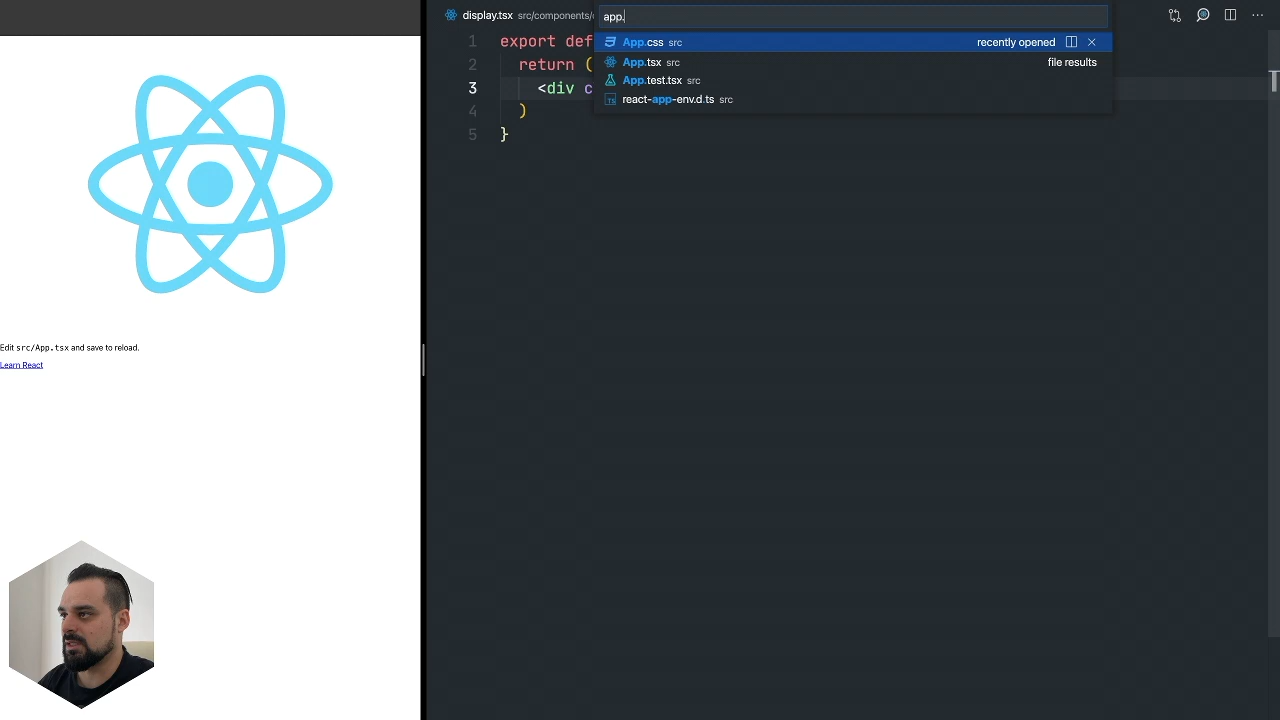 Edit src/App.tsx and save to reload.
Learn React
display.tsx src/components/
app.
App.css src recently opened
App.tsx src file results
App.test.tsx src
react-app-env.d.ts src
1 export def
2 return (
3 <div c
4 )
5 }